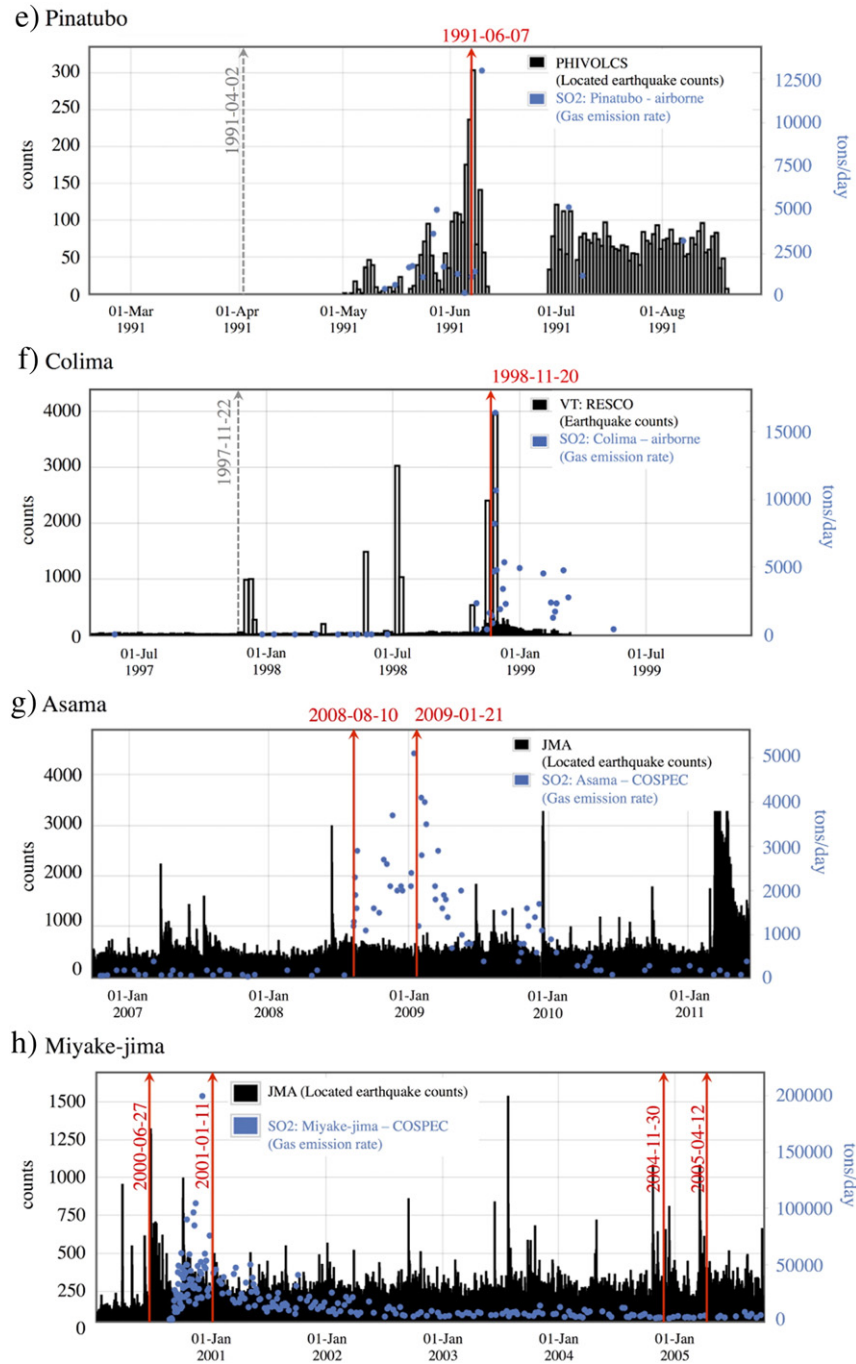 e) Pinatubo
1991-06-07
300
250
200
150
100
50
0
counts
1991-04-02
PHIVOLCS
(Located earthquake counts)
SO2: Pinatubo - airborne
(Gas emission rate)
12500
10000
7500
5000
2500
0
tons/day
01-Mar
1991
01-Apr
1991
01-May
1991
01-Jun
1991
01-Jul
1991
01-Aug
1991
f) Colima
1998-11-20
4000
3000
2000
1000
0
counts
1997-11-22
VT: RESCO
(Earthquake counts)
SO2: Colima – airborne
(Gas emission rate)
15000
10000
5000
0
tons/day
01-Jul
1997
01-Jan
1998
01-Jul
1998
01-Jan
1999
01-Jul
1999
g) Asama
2008-08-10 2009-01-21
4000
3000
2000
1000
0
counts
JMA
(Located earthquake counts)
SO2: Asama – COSPEC
(Gas emission rate)
5000
4000
3000
2000
1000
0
tons/day
01-Jan
2007
01-Jan
2008
01-Jan
2009
01-Jan
2010
01-Jan
2011
h) Miyake-jima
1500
1250
1000
750
500
250
counts
2000-06-27
2001-01-11
JMA (Located earthquake counts)
SO2: Miyake-jima – COSPEC
(Gas emission rate)
2004-11-30
2005-04-12
200000
150000
100000
50000
0
tons/day
01-Jan
2001
01-Jan
2002
01-Jan
2003
01-Jan
2004
01-Jan
2005